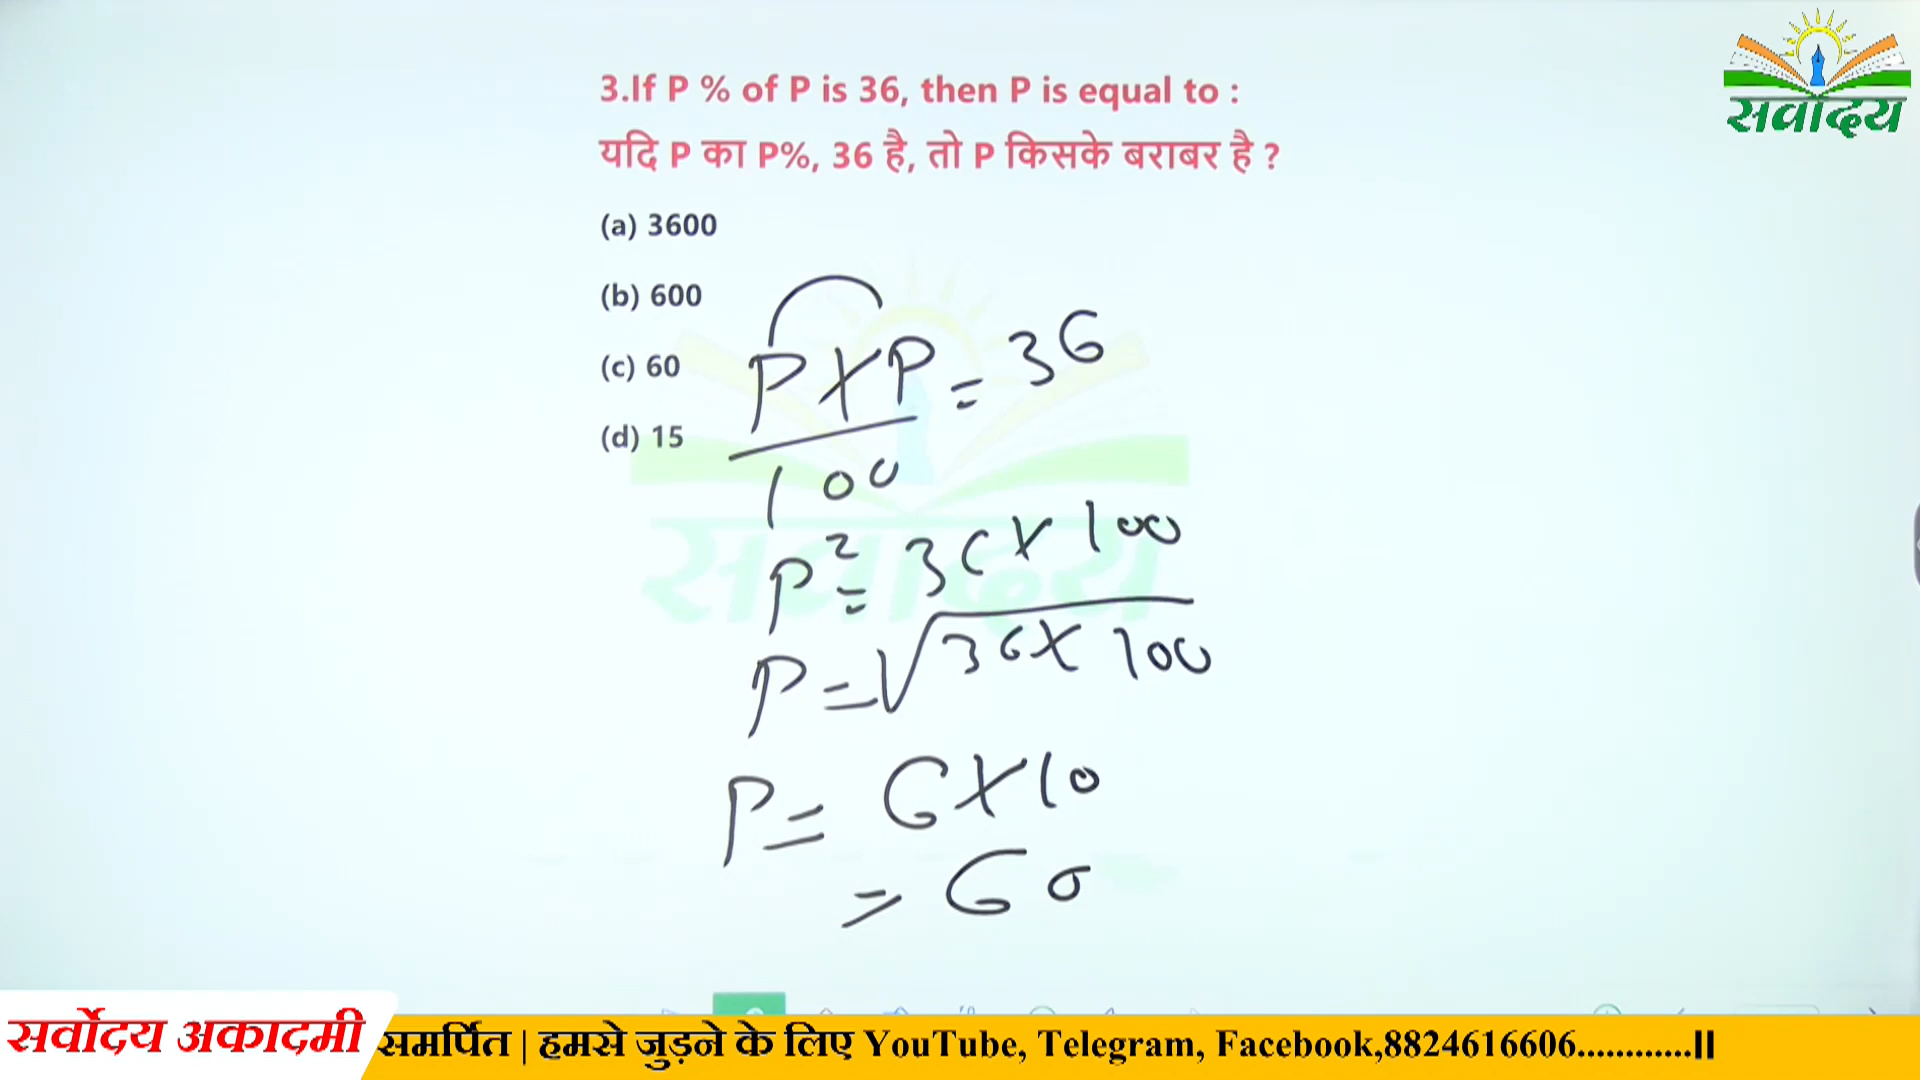 सर्वोदय
3.If P % of P is 36, then P is equal to :
यदि P का P%, 36 है, तो P किसके बराबर है ?
(a) 3600
(b) 600
(c) 60
(d) 15
P X P = 36
100
P² = 36 X 100
P = √36 X 100
P = 6 X 10
= 60
सर्वोदय अकादमी
समर्पित | हमसे जुड़ने के लिए YouTube, Telegram, Facebook,8824616606............॥